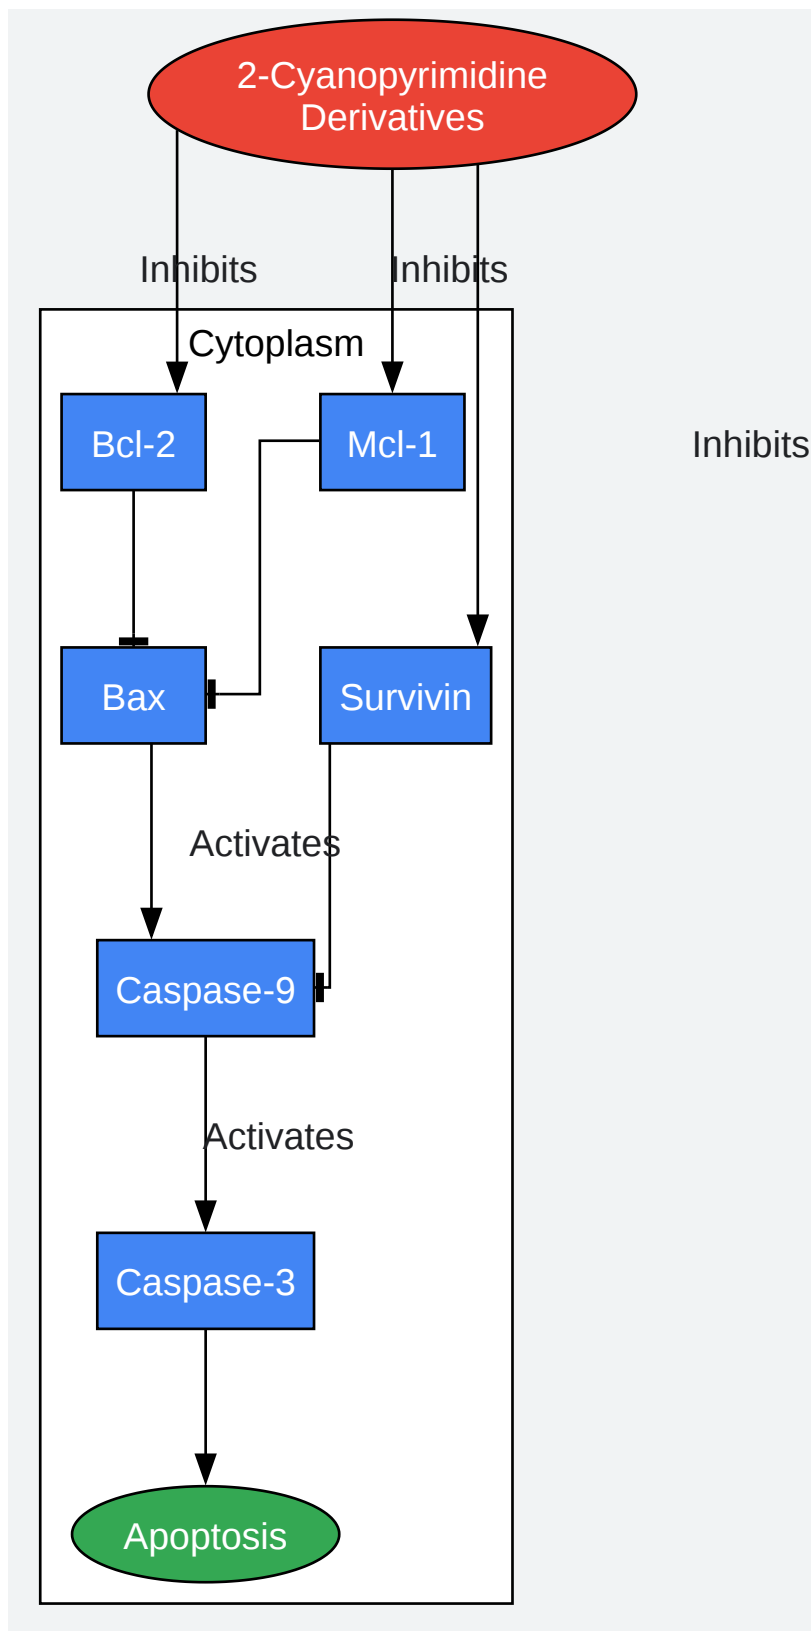 2-Cyanopyrimidine
Derivatives
Inhibits
Inhibits
Cytoplasm
Bcl-2
Mcl-1
Inhibits
Bax
Survivin
Activates
Caspase-9
Activates
Caspase-3
Apoptosis